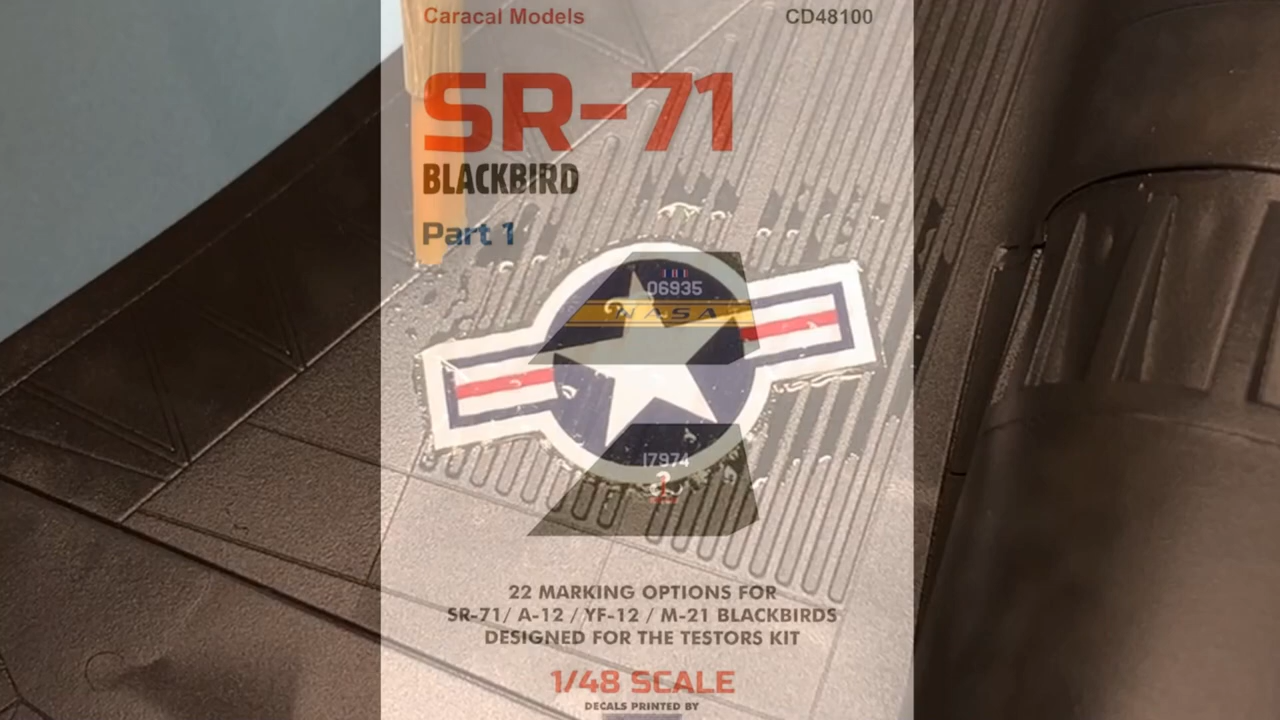 Caracal Models
CD48100
SR-71
BLACKBIRD
Part 1
06935
NASA
17974
22 MARKING OPTIONS FOR
SR-71/ A-12 / YF-12 / M-21 BLACKBIRDS
DESIGNED FOR THE TESTORS KIT
1/48 SCALE
DECALS PRINTED BY